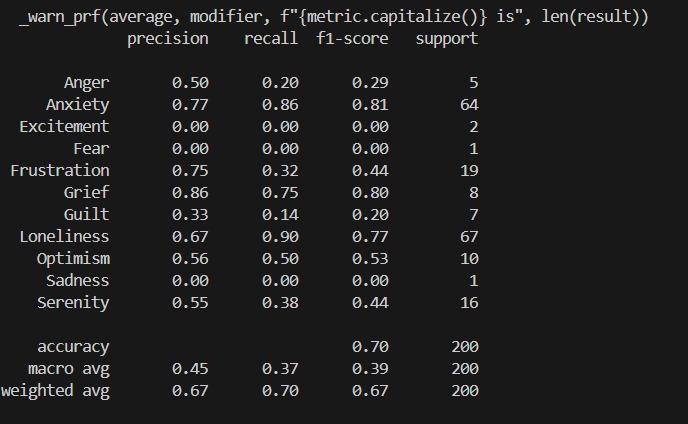 _warn_prf(average, modifier, f"{metric.capitalize()} is", len(result))
precision recall f1-score support
Anger 0.50 0.20 0.29 5
Anxiety 0.77 0.86 0.81 64
Excitement 0.00 0.00 0.00 2
Fear 0.00 0.00 0.00 1
Frustration 0.75 0.32 0.44 19
Grief 0.86 0.75 0.80 8
Guilt 0.33 0.14 0.20 7
Loneliness 0.67 0.90 0.77 67
Optimism 0.56 0.50 0.53 10
Sadness 0.00 0.00 0.00 1
Serenity 0.55 0.38 0.44 16
accuracy 0.70 200
macro avg 0.45 0.37 0.39 200
weighted avg 0.67 0.70 0.67 200